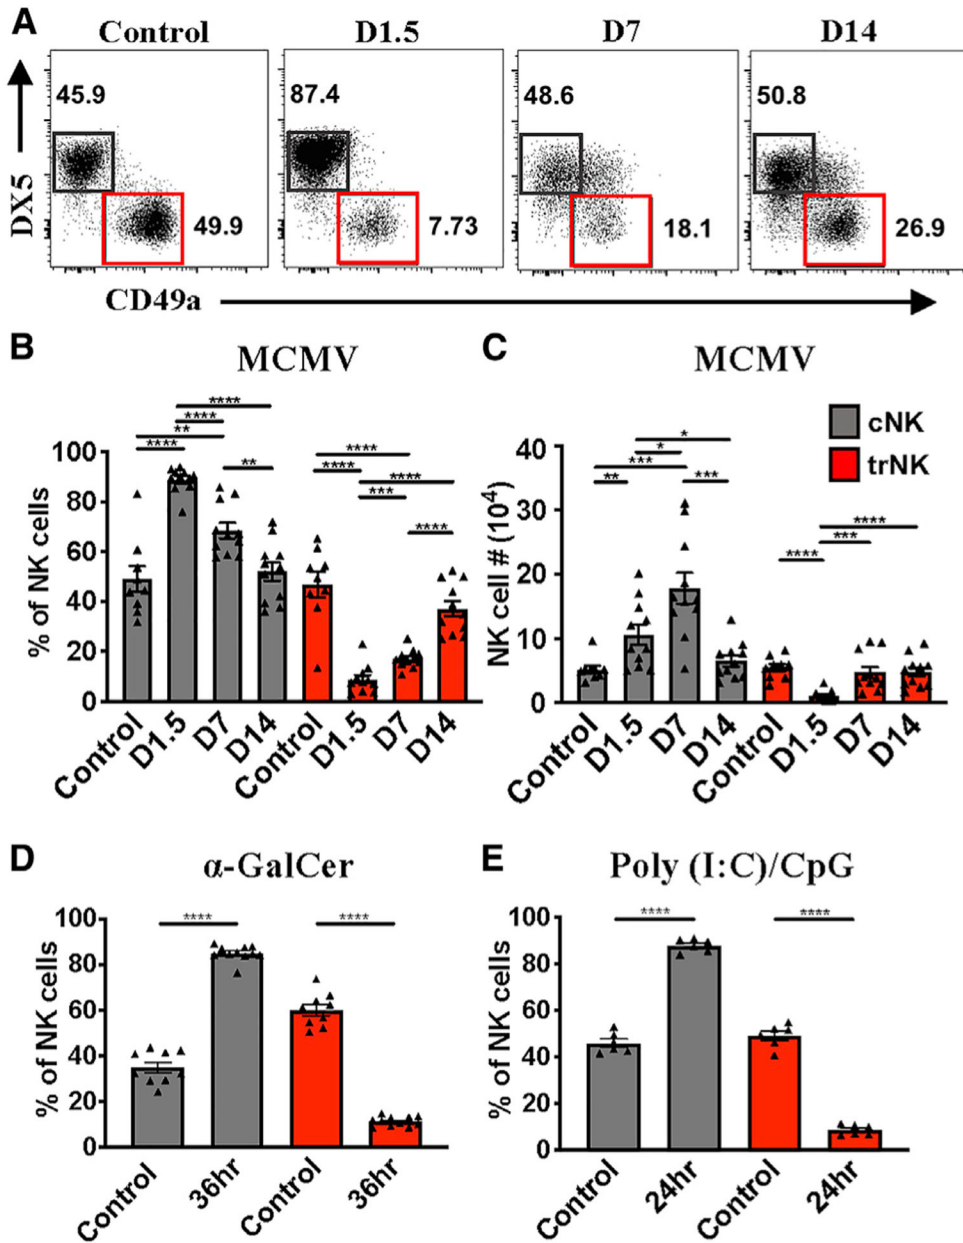 A
Control
D1.5
D7
D14
45.9
87.4
48.6
50.8
DX5
49.9
7.73
18.1
26.9
CD49a
B
MCMV
% of NK cells
100
80
60
40
20
0
****
****
**
****
**
****
****
****
***
****
Control
D1.5
D7
D14
Control
D1.5
D7
D14
C
MCMV
cNK
trNK
NK cell # (10⁴)
40
30
20
10
0
*
*
***
**
***
****
***
****
Control
D1.5
D7
D14
Control
D1.5
D7
D14
D
α-GalCer
% of NK cells
100
80
60
40
20
0
****
****
Control
36hr
Control
36hr
E
Poly (I:C)/CpG
% of NK cells
100
80
60
40
20
0
****
****
Control
24hr
Control
24hr